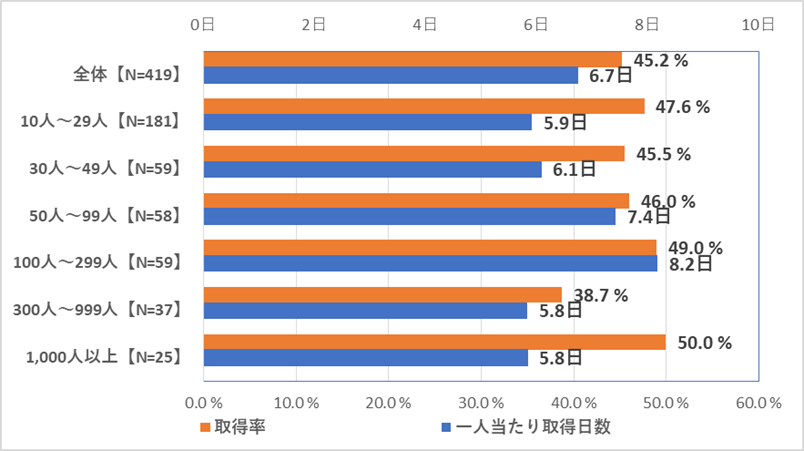 0日 2日 4日 6日 8日 10日
全体【N=419】 45.2％ 6.7日
10人～29人【N=181】 47.6％ 5.9日
30人～49人【N=59】 45.5％ 6.1日
50人～99人【N=58】 46.0％ 7.4日
100人～299人【N=59】 49.0％ 8.2日
300人～999人【N=37】 38.7％ 5.8日
1,000人以上【N=25】 50.0％ 5.8日
0.0％ 10.0％ 20.0％ 30.0％ 40.0％ 50.0％ 60.0％
取得率 一人当たり取得日数